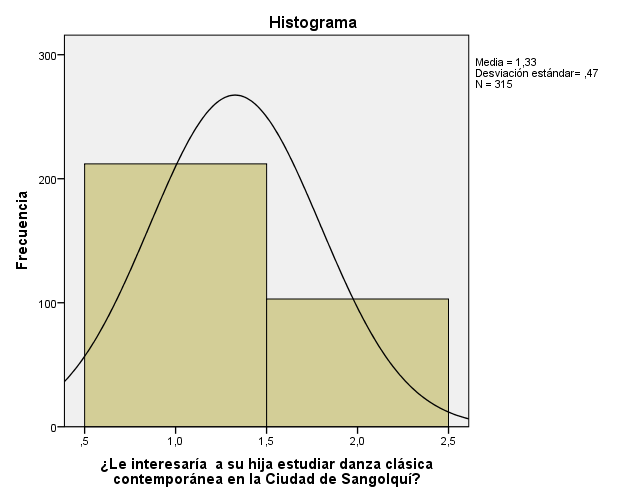 Histograma
Media = 1,33
Desviación estándar= ,47
N = 315
Frecuencia
300
200
100
0
,5
1,0
1,5
2,0
2,5
¿Le interesaría  a su hija estudiar danza clásica
contemporánea en la Ciudad de Sangolquí?